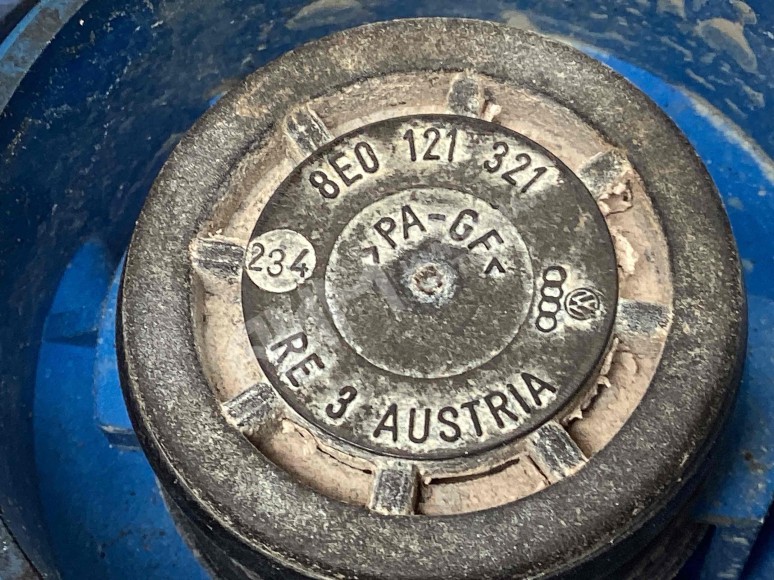 8E0 121 321
>PA-GF<
234
RE 3 AUSTRIA